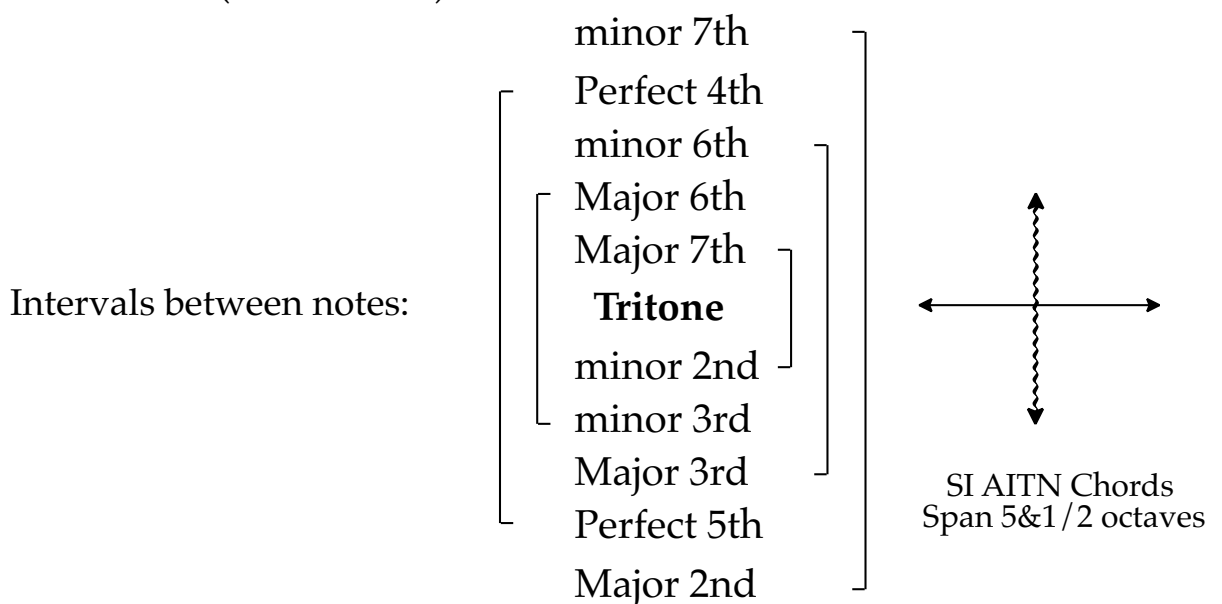 minor 7th
Perfect 4th
minor 6th
Major 6th
Major 7th
Intervals between notes:
Tritone
minor 2nd
minor 3rd
Major 3rd
Perfect 5th
Major 2nd
SI AITN Chords
Span 5&1/2 octaves